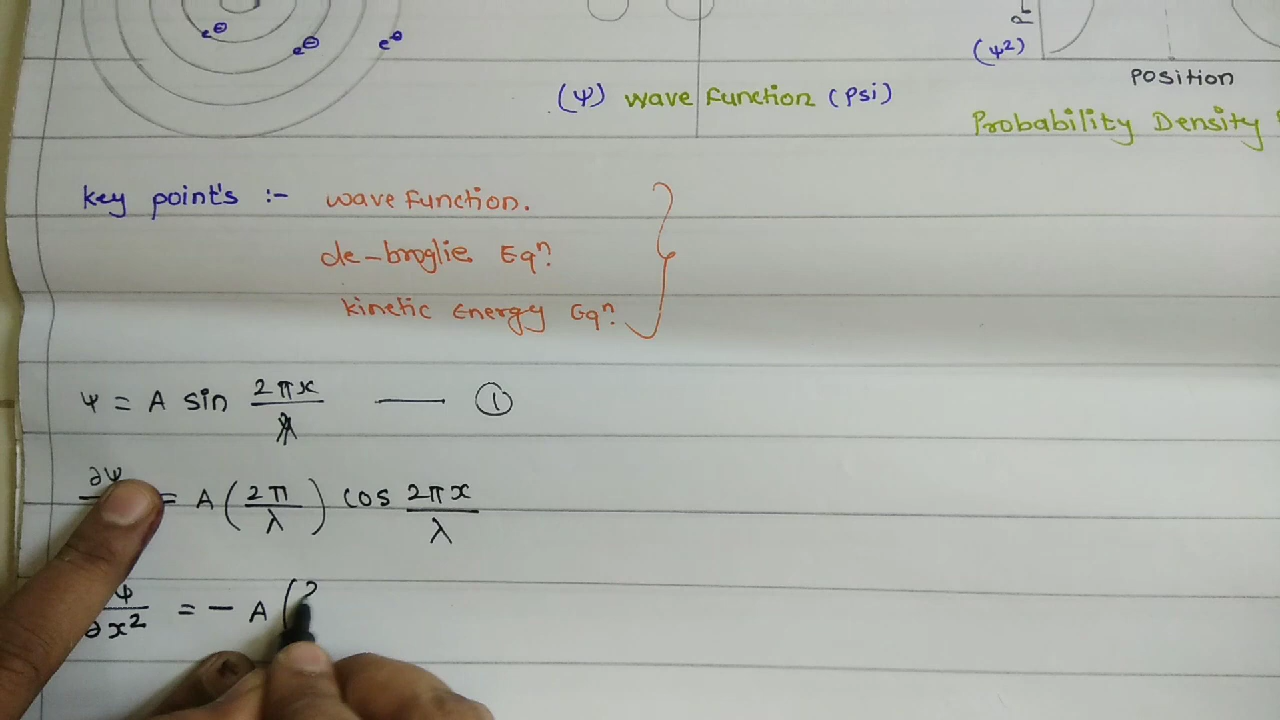 e⊖ e⊖ e⊖
(ψ²)
Position
(ψ) wave function (psi)
Probability Density
key point's :- wave function.
de-broglie Eqⁿ.
kinetic Energy Eqⁿ.
ψ = A sin 2πx/λ —— ①
∂ψ = A (2π/λ) cos 2πx/λ
ψ/∂x² = - A (2